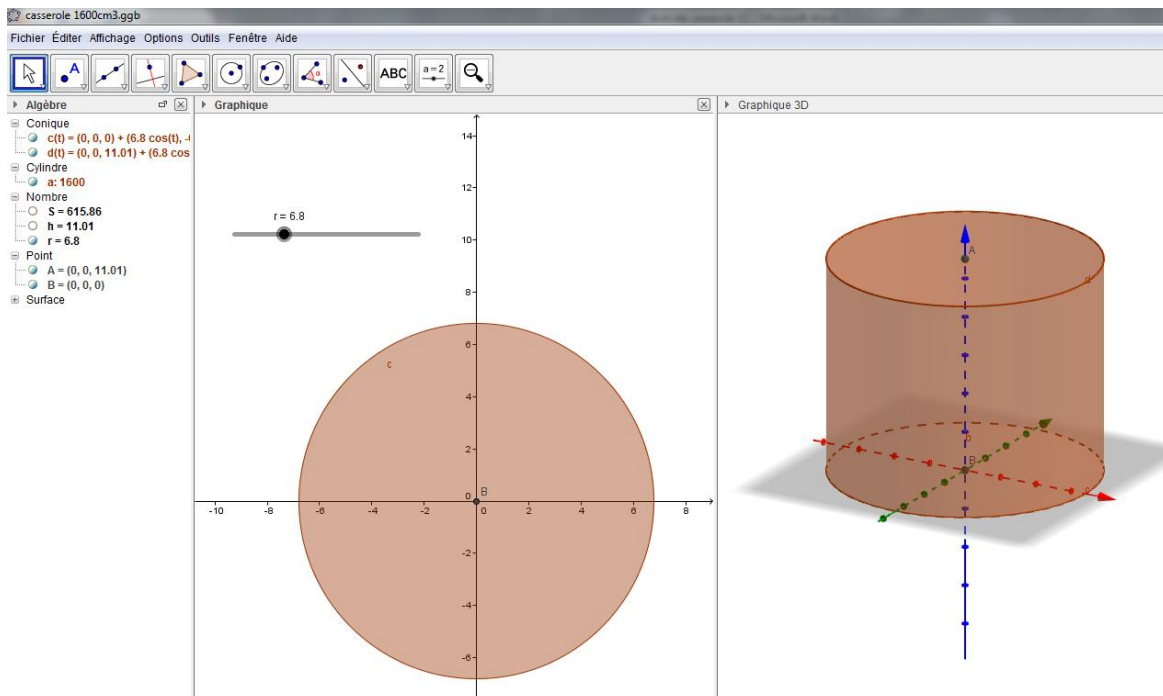 casserole 1600cm3.ggb
Fichier Éditer Affichage Options Outils Fenêtre Aide
A ABC a=2
Algèbre
Conique
c(t) = (0, 0, 0) + (6.8 cos(t), -
d(t) = (0, 0, 11.01) + (6.8 cos
Cylindre
a: 1600
Nombre
S = 615.86
h = 11.01
r = 6.8
Point
A = (0, 0, 11.01)
B = (0, 0, 0)
Surface
Graphique
r = 6.8
14
12
10
8
6
4
2
0
-2
-4
-6
-10 -8 -6 -4 -2 0 2 4 6 8
c
B
Graphique 3D
A
d
b
B
c